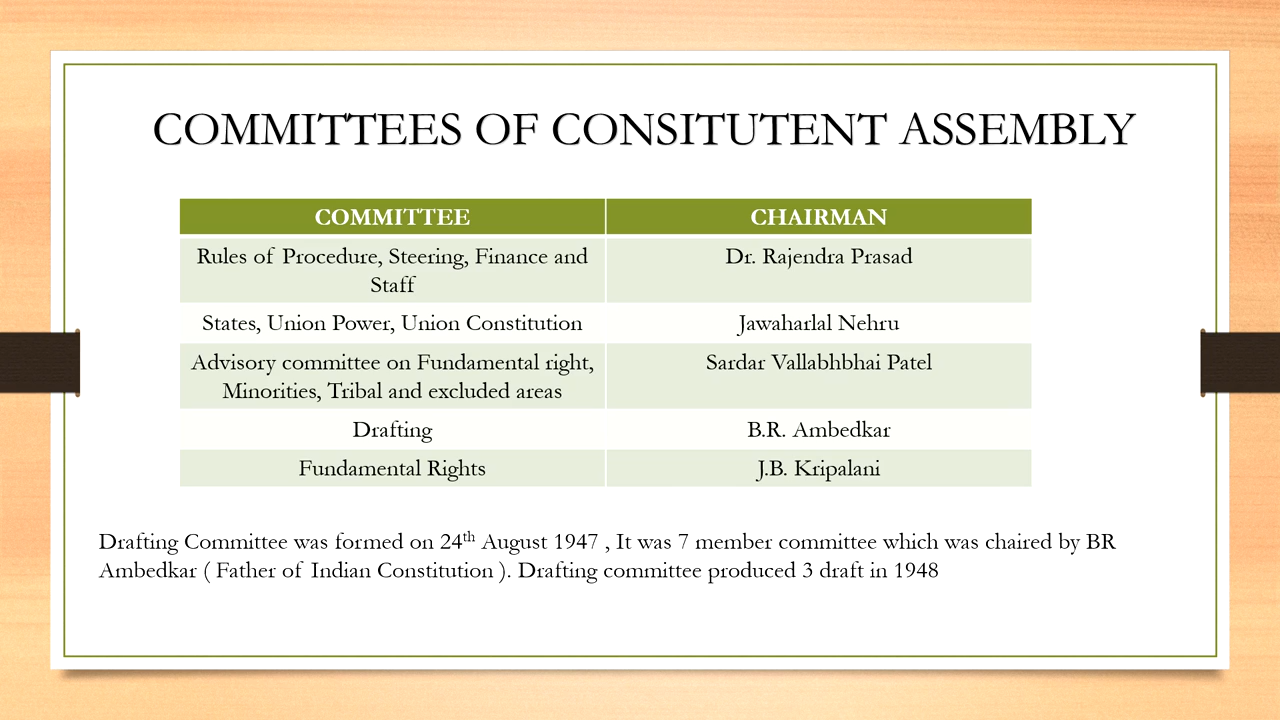 COMMITTEES OF CONSITUTENT ASSEMBLY
COMMITTEE CHAIRMAN
Rules of Procedure, Steering, Finance and Dr. Rajendra Prasad
Staff
States, Union Power, Union Constitution Jawaharlal Nehru
Advisory committee on Fundamental right, Sardar Vallabhbhai Patel
Minorities, Tribal and excluded areas
Drafting B.R. Ambedkar
Fundamental Rights J.B. Kripalani
Drafting Committee was formed on 24th August 1947 , It was 7 member committee which was chaired by BR
Ambedkar ( Father of Indian Constitution ). Drafting committee produced 3 draft in 1948